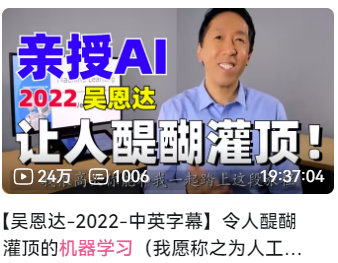 亲授AI
2022 吴恩达
让人醍醐灌顶！
24万 1006 19:37:04
【吴恩达-2022-中英字幕】令人醍醐
灌顶的机器学习（我愿称之为人工...